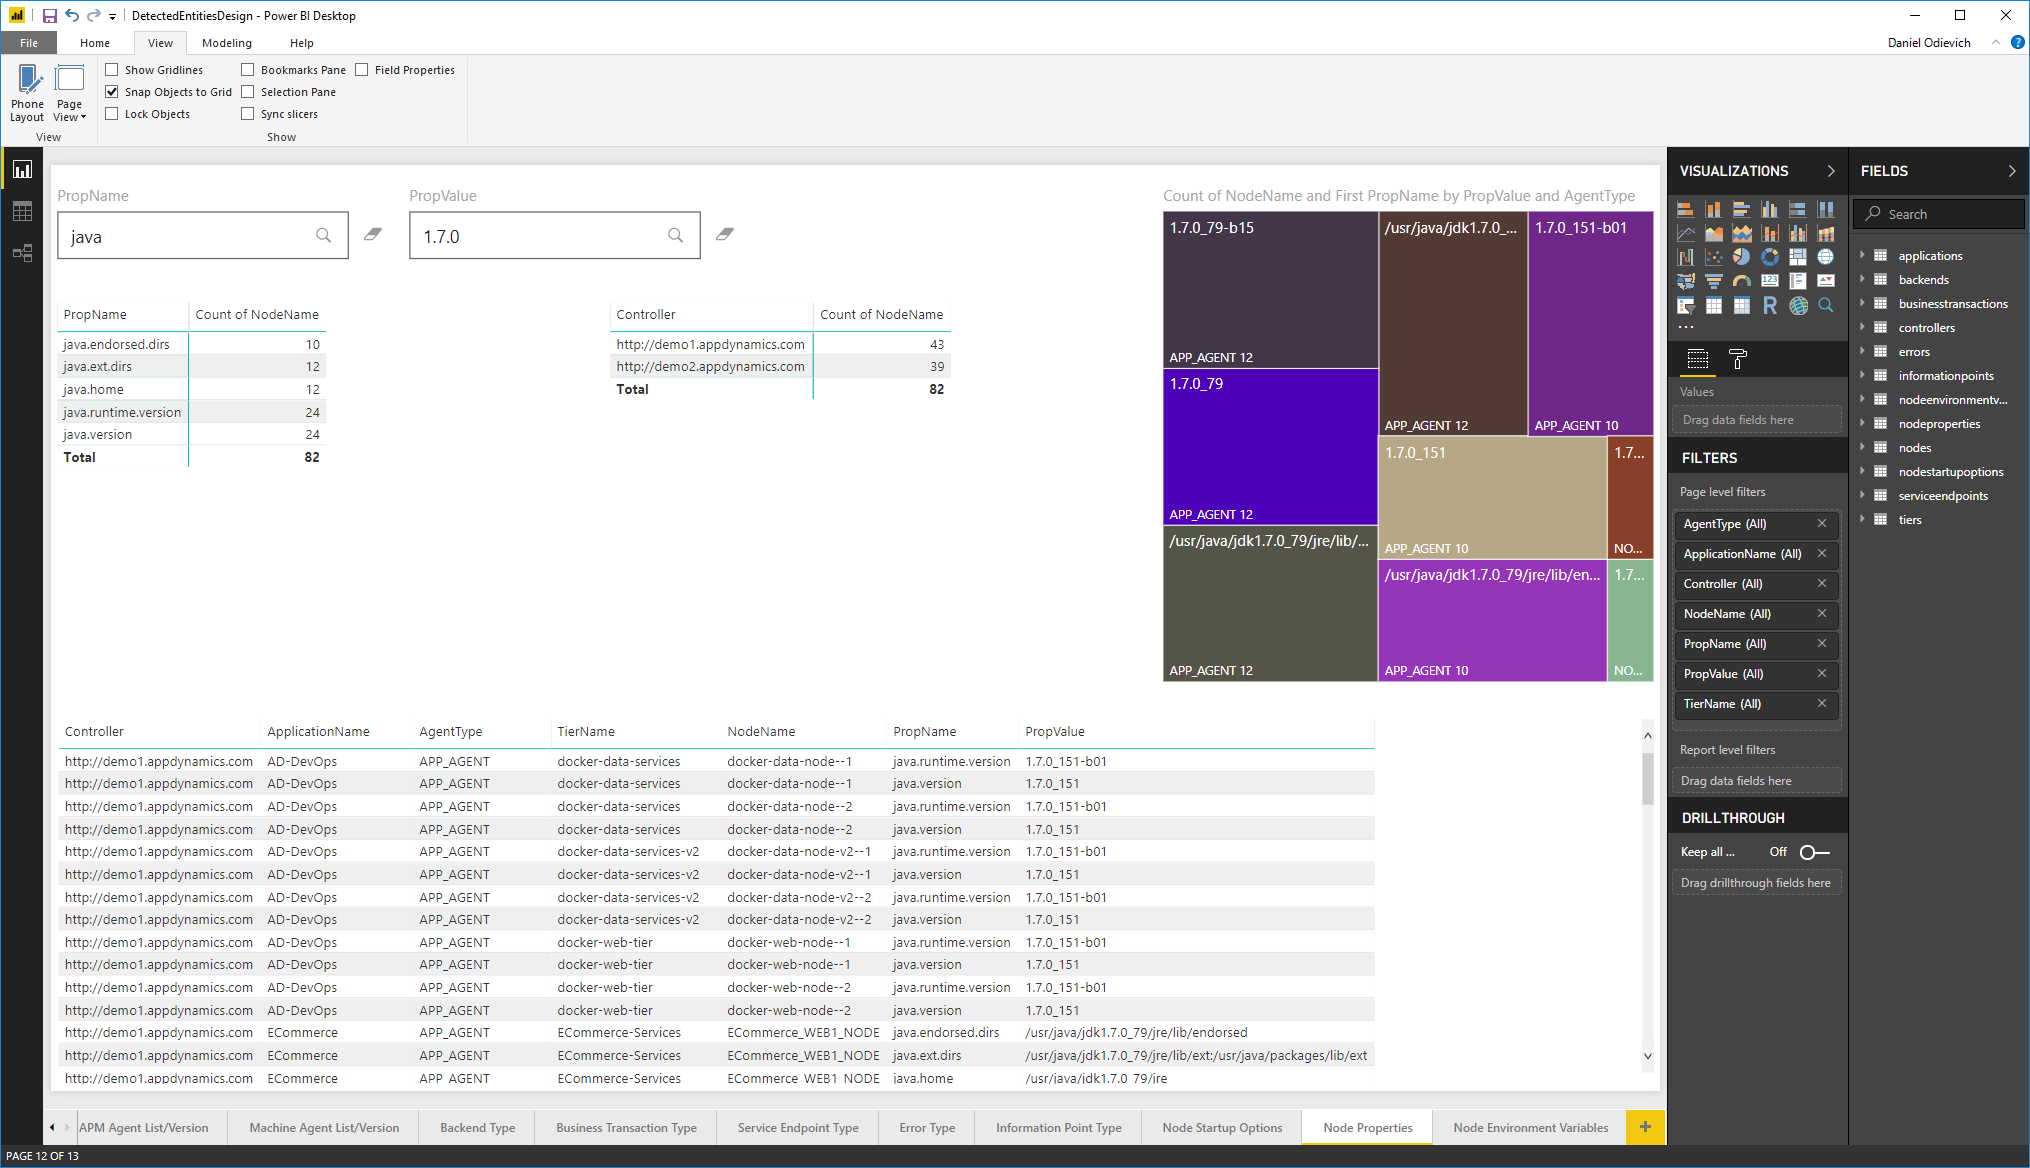 DetectedEntitiesDesign - Power BI Desktop
File Home View Modeling Help
Daniel Odievich
Phone Layout
Page View
View
Show Gridlines
Snap Objects to Grid
Lock Objects
Bookmarks Pane
Selection Pane
Sync slicers
Field Properties
Show
PropName
java
PropValue
1.7.0
PropName Count of NodeName
java.endorsed.dirs 10
java.ext.dirs 12
java.home 12
java.runtime.version 24
java.version 24
Total 82
Controller Count of NodeName
http://demo1.appdynamics.com 43
http://demo2.appdynamics.com 39
Total 82
Count of NodeName and First PropName by PropValue and AgentType
1.7.0_79-b15
APP_AGENT 12
1.7.0_79
APP_AGENT 12
/usr/java/jdk1.7.0_79/jre/lib/...
APP_AGENT 12
/usr/java/jdk1.7.0_...
APP_AGENT 12
1.7.0_151-b01
APP_AGENT 10
1.7.0_151
APP_AGENT 10
1.7...
NO...
/usr/java/jdk1.7.0_79/jre/lib/en...
APP_AGENT 10
1.7...
NO...
Controller ApplicationName AgentType TierName NodeName PropName PropValue
http://demo1.appdynamics.com AD-DevOps APP_AGENT docker-data-services docker-data-node--1 java.runtime.version 1.7.0_151-b01
http://demo1.appdynamics.com AD-DevOps APP_AGENT docker-data-services docker-data-node--1 java.version 1.7.0_151
http://demo1.appdynamics.com AD-DevOps APP_AGENT docker-data-services docker-data-node--2 java.runtime.version 1.7.0_151-b01
http://demo1.appdynamics.com AD-DevOps APP_AGENT docker-data-services docker-data-node--2 java.version 1.7.0_151
http://demo1.appdynamics.com AD-DevOps APP_AGENT docker-data-services-v2 docker-data-node-v2--1 java.runtime.version 1.7.0_151-b01
http://demo1.appdynamics.com AD-DevOps APP_AGENT docker-data-services-v2 docker-data-node-v2--1 java.version 1.7.0_151
http://demo1.appdynamics.com AD-DevOps APP_AGENT docker-data-services-v2 docker-data-node-v2--2 java.runtime.version 1.7.0_151-b01
http://demo1.appdynamics.com AD-DevOps APP_AGENT docker-data-services-v2 docker-data-node-v2--2 java.version 1.7.0_151
http://demo1.appdynamics.com AD-DevOps APP_AGENT docker-web-tier docker-web-node--1 java.runtime.version 1.7.0_151-b01
http://demo1.appdynamics.com AD-DevOps APP_AGENT docker-web-tier docker-web-node--1 java.version 1.7.0_151
http://demo1.appdynamics.com AD-DevOps APP_AGENT docker-web-tier docker-web-node--2 java.runtime.version 1.7.0_151-b01
http://demo1.appdynamics.com AD-DevOps APP_AGENT docker-web-tier docker-web-node--2 java.version 1.7.0_151
http://demo1.appdynamics.com ECommerce APP_AGENT ECommerce-Services ECommerce_WEB1_NODE java.endorsed.dirs /usr/java/jdk1.7.0_79/jre/lib/endorsed
http://demo1.appdynamics.com ECommerce APP_AGENT ECommerce-Services ECommerce_WEB1_NODE java.ext.dirs /usr/java/jdk1.7.0_79/jre/lib/ext:/usr/java/packages/lib/ext
http://demo1.appdynamics.com ECommerce APP_AGENT ECommerce-Services ECommerce_WEB1_NODE java.home /usr/java/jdk1.7.0_79/jre
VISUALIZATIONS
123
R
...
Values
Drag data fields here
FILTERS
Page level filters
AgentType (All)
ApplicationName (All)
Controller (All)
NodeName (All)
PropName (All)
PropValue (All)
TierName (All)
Report level filters
Drag data fields here
DRILLTHROUGH
Keep all ... Off
Drag drillthrough fields here
FIELDS
Search
applications
backends
businesstransactions
controllers
errors
informationpoints
nodeenvironmentv...
nodeproperties
nodes
nodestartupoptions
serviceendpoints
tiers
APM Agent List/Version Machine Agent List/Version Backend Type Business Transaction Type Service Endpoint Type Error Type Information Point Type Node Startup Options Node Properties Node Environment Variables +
PAGE 12 OF 13